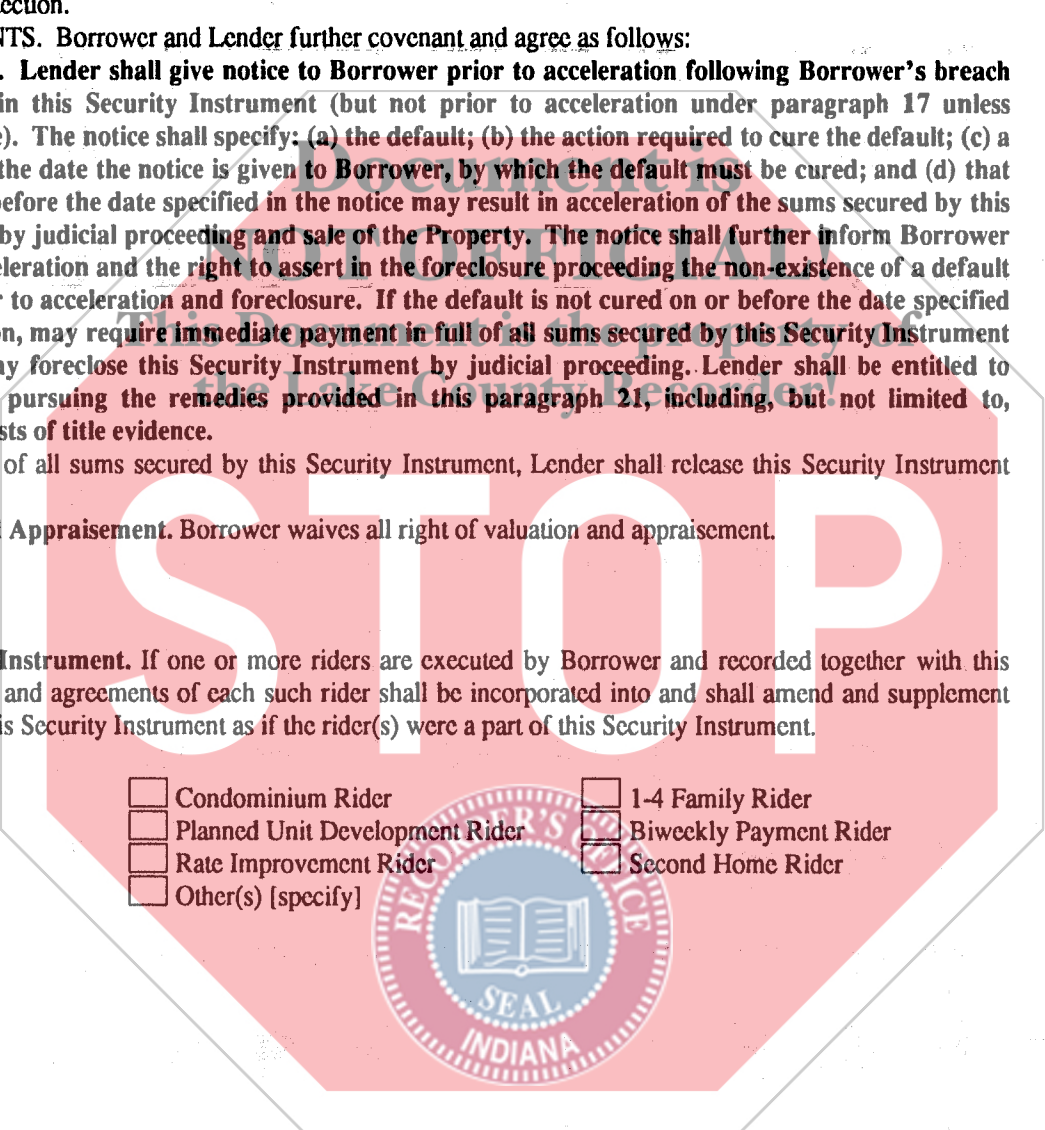 ection.
NTS. Borrower and Lender further covenant and agree as follows:
. Lender shall give notice to Borrower prior to acceleration following Borrower's breach
in this Security Instrument (but not prior to acceleration under paragraph 17 unless
e). The notice shall specify: (a) the default; (b) the action required to cure the default; (c) a
the date the notice is given to Borrower, by which the default must be cured; and (d) that
efore the date specified in the notice may result in acceleration of the sums secured by this
by judicial proceeding and sale of the Property. The notice shall further inform Borrower
eleration and the right to assert in the foreclosure proceeding the non-existence of a default
r to acceleration and foreclosure. If the default is not cured on or before the date specified
on, may require immediate payment in full of all sums secured by this Security Instrument
ay foreclose this Security Instrument by judicial proceeding. Lender shall be entitled to
pursuing the remedies provided in this paragraph 21, including, but not limited to,
sts of title evidence.
of all sums secured by this Security Instrument, Lender shall release this Security Instrument
Appraisement. Borrower waives all right of valuation and appraisement.
Instrument. If one or more riders are executed by Borrower and recorded together with this
and agreements of each such rider shall be incorporated into and shall amend and supplement
is Security Instrument as if the rider(s) were a part of this Security Instrument.
Condominium Rider
1-4 Family Rider
Planned Unit Development Rider
Biweekly Payment Rider
Rate Improvement Rider
Second Home Rider
Other(s) [specify]
Document is
NOT OFFICIAL!
This Document is the property of
the Lake County Recorder!
STOP
RECORDER'S OFFICE
SEAL
INDIANA